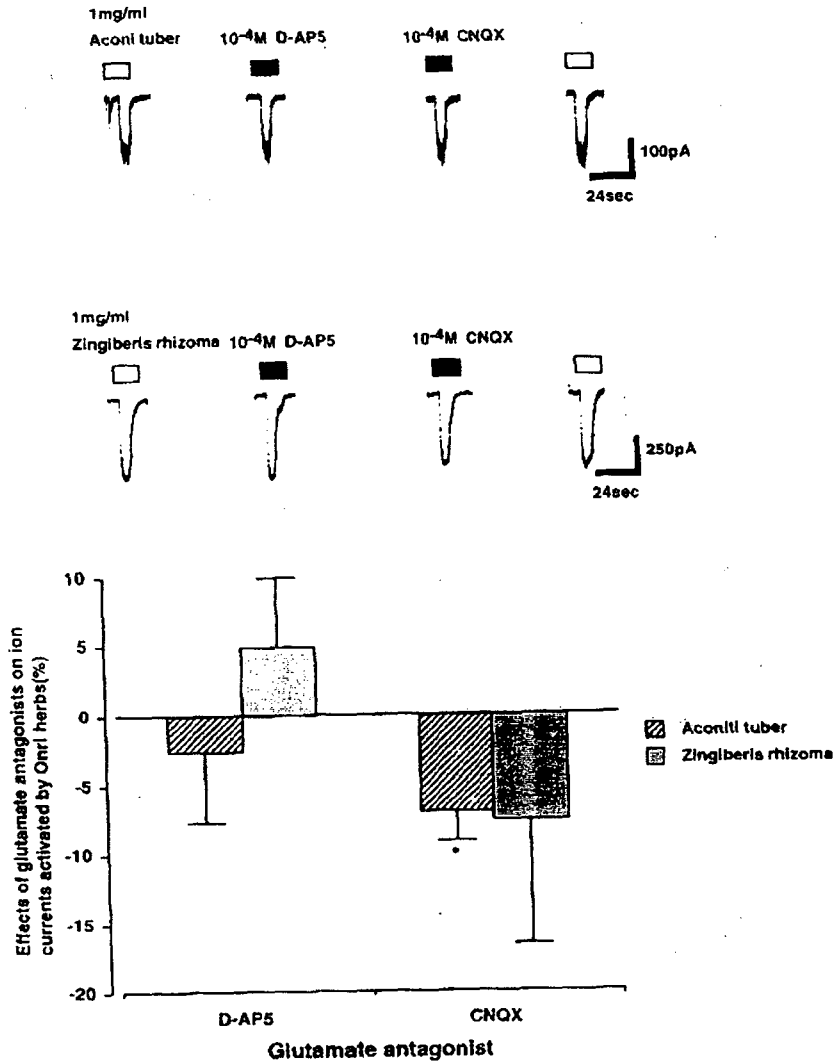 1mg/ml
Aconi tuber 10⁻⁴M D-AP5 10⁻⁴M CNQX
100pA
24sec
1mg/ml
Zingiberis rhizoma 10⁻⁴M D-AP5 10⁻⁴M CNQX
250pA
24sec
Effects of glutamate antagonists on ion
currents activated by Onri herbs(%)
10
5
0
-5
-10
-15
-20
Aconiti tuber
Zingiberis rhizoma
D-AP5 CNQX
Glutamate antagonist